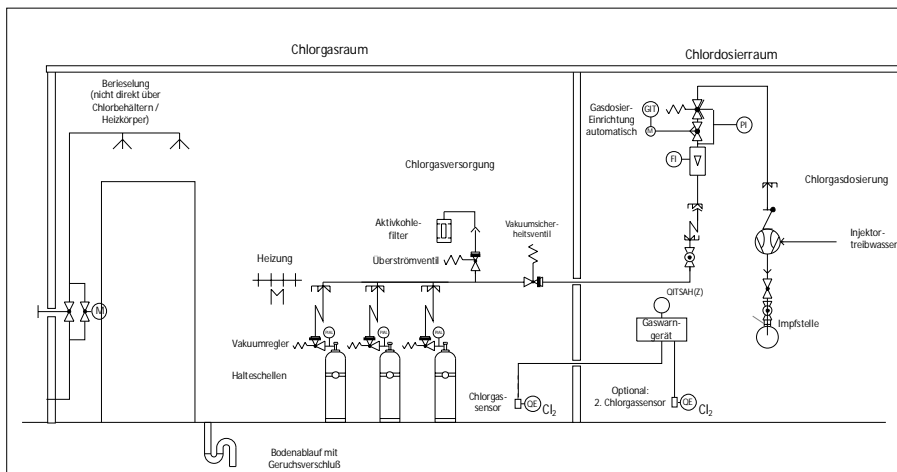 Chlorgasraum
Chlordosierraum
Berieselung
(nicht direkt über
Chlorbehältern /
Heizkörper)
Gasdosier-
Einrichtung
automatisch
GIT
M
PI
FI
Chlorgasversorgung
Chlorgasdosierung
Aktivkohle-
filter
Vakuumsicher-
heitsventil
Injektor-
treibwasser
Überströmventil
Heizung
QITSAH(Z)
M
Gaswarn-
gerät
Impfstelle
Vakuumregler
Halteschellen
Chlorgas-
sensor
QE
Cl2
Optional:
2. Chlorgassensor
QE
Cl2
Bodenablauf mit
Geruchsverschluß